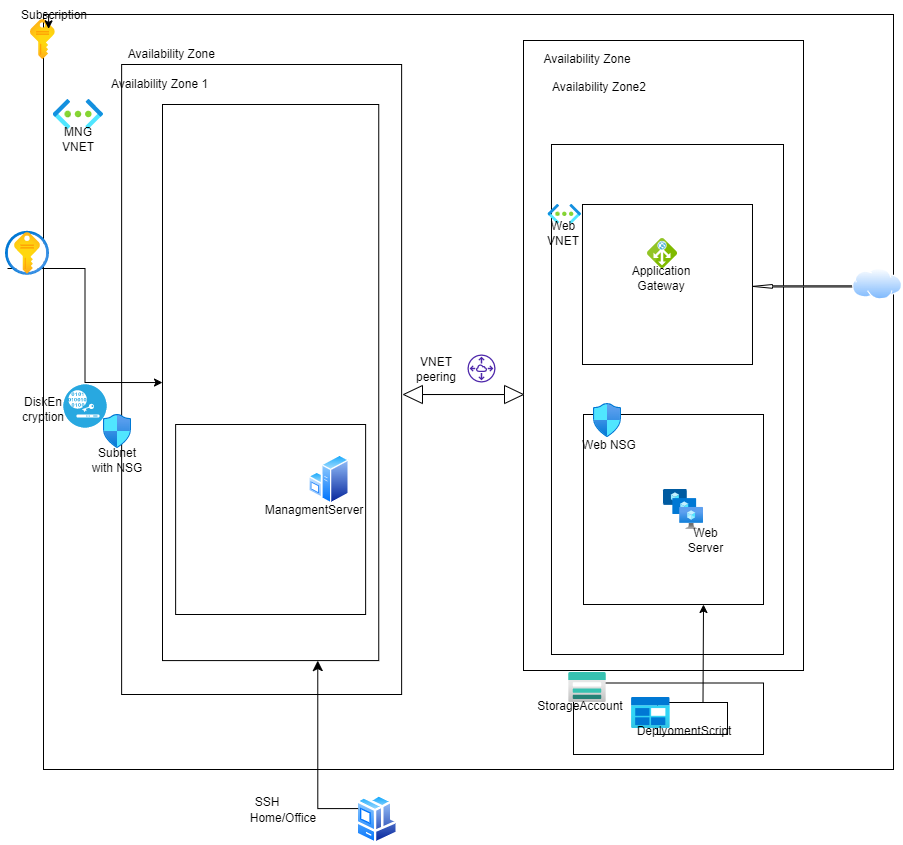 Subscription
Availability Zone
Availability Zone 1
MNG
VNET
Availability Zone
Availability Zone2
Web
VNET
Application
Gateway
VNET
peering
DiskEn
cryption
Subnet
with NSG
ManagmentServer
Web NSG
Web
Server
StorageAccount
DeplyomentScript
SSH
Home/Office